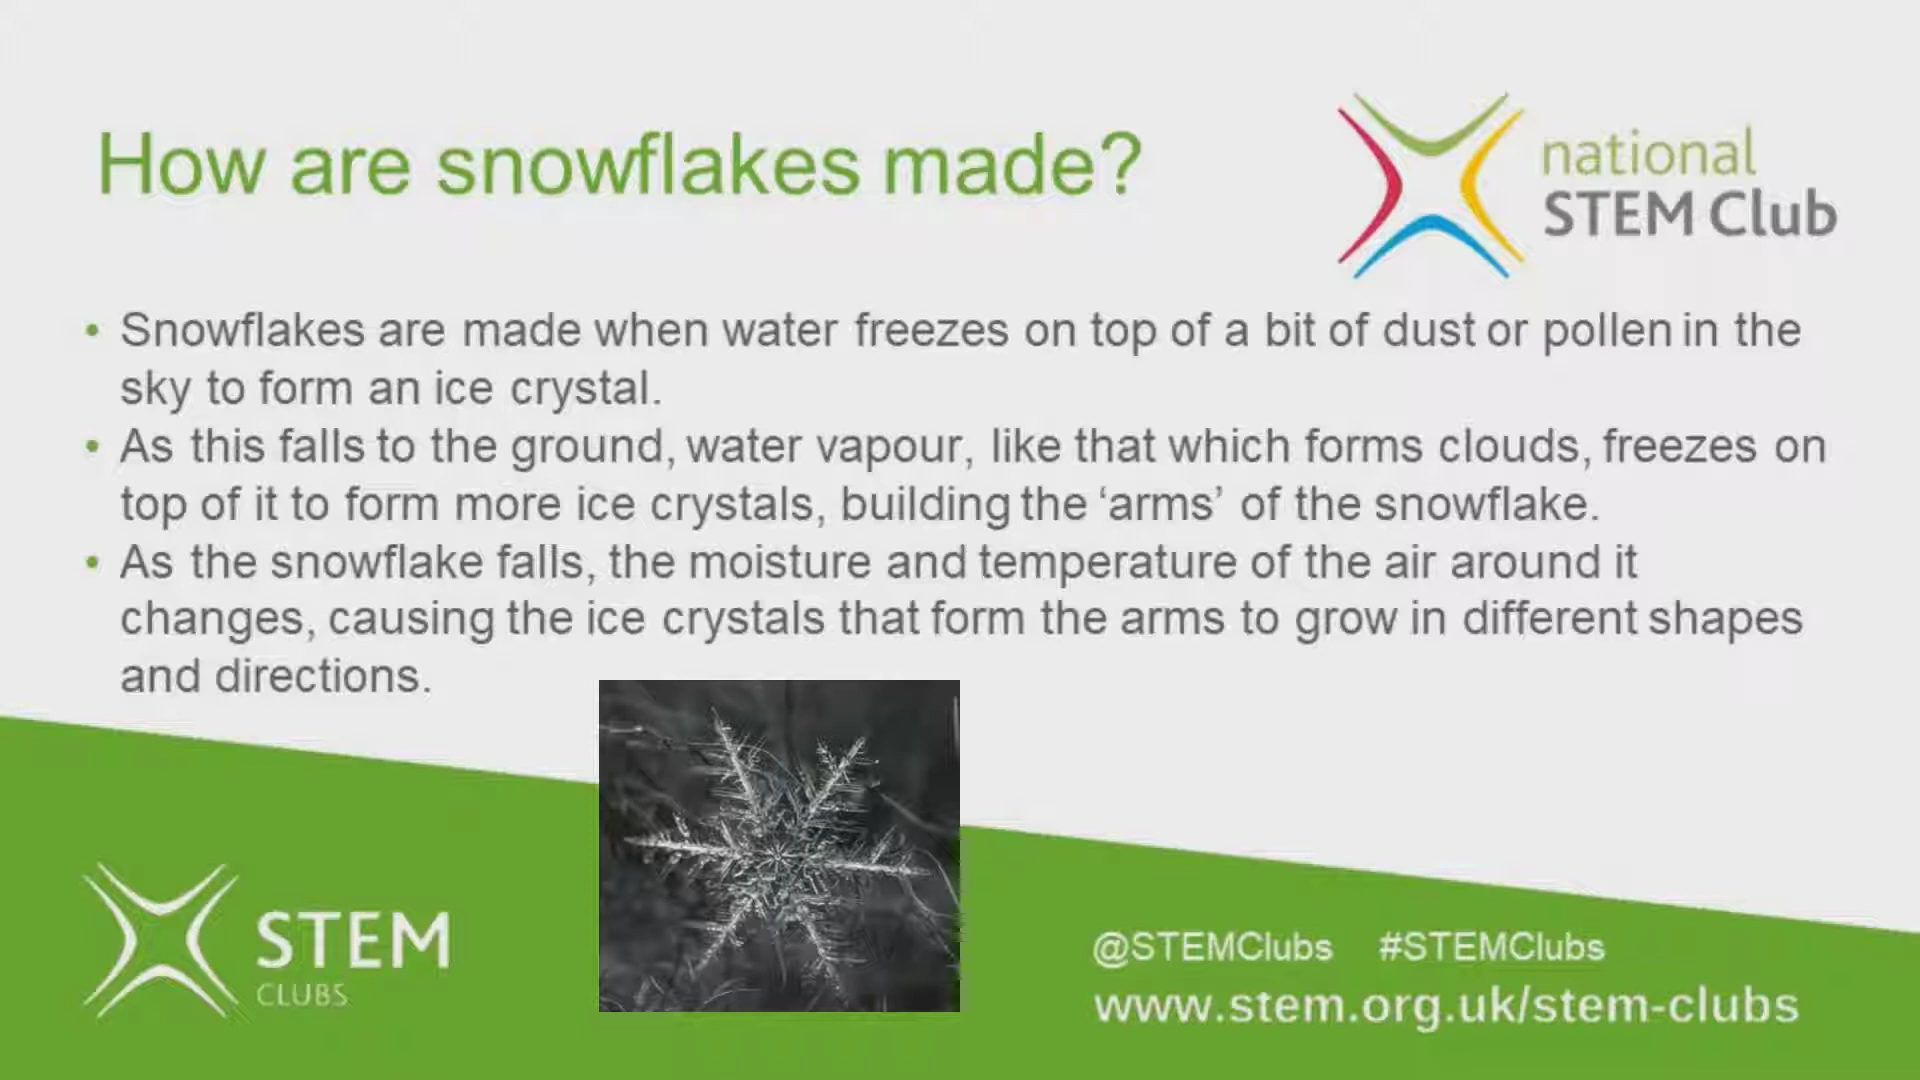 How are snowflakes made?
national
STEM Club
• Snowflakes are made when water freezes on top of a bit of dust or pollen in the
sky to form an ice crystal.
• As this falls to the ground, water vapour, like that which forms clouds, freezes on
top of it to form more ice crystals, building the ‘arms’ of the snowflake.
• As the snowflake falls, the moisture and temperature of the air around it
changes, causing the ice crystals that form the arms to grow in different shapes
and directions.
STEM
CLUBS
@STEMClubs #STEMClubs
www.stem.org.uk/stem-clubs